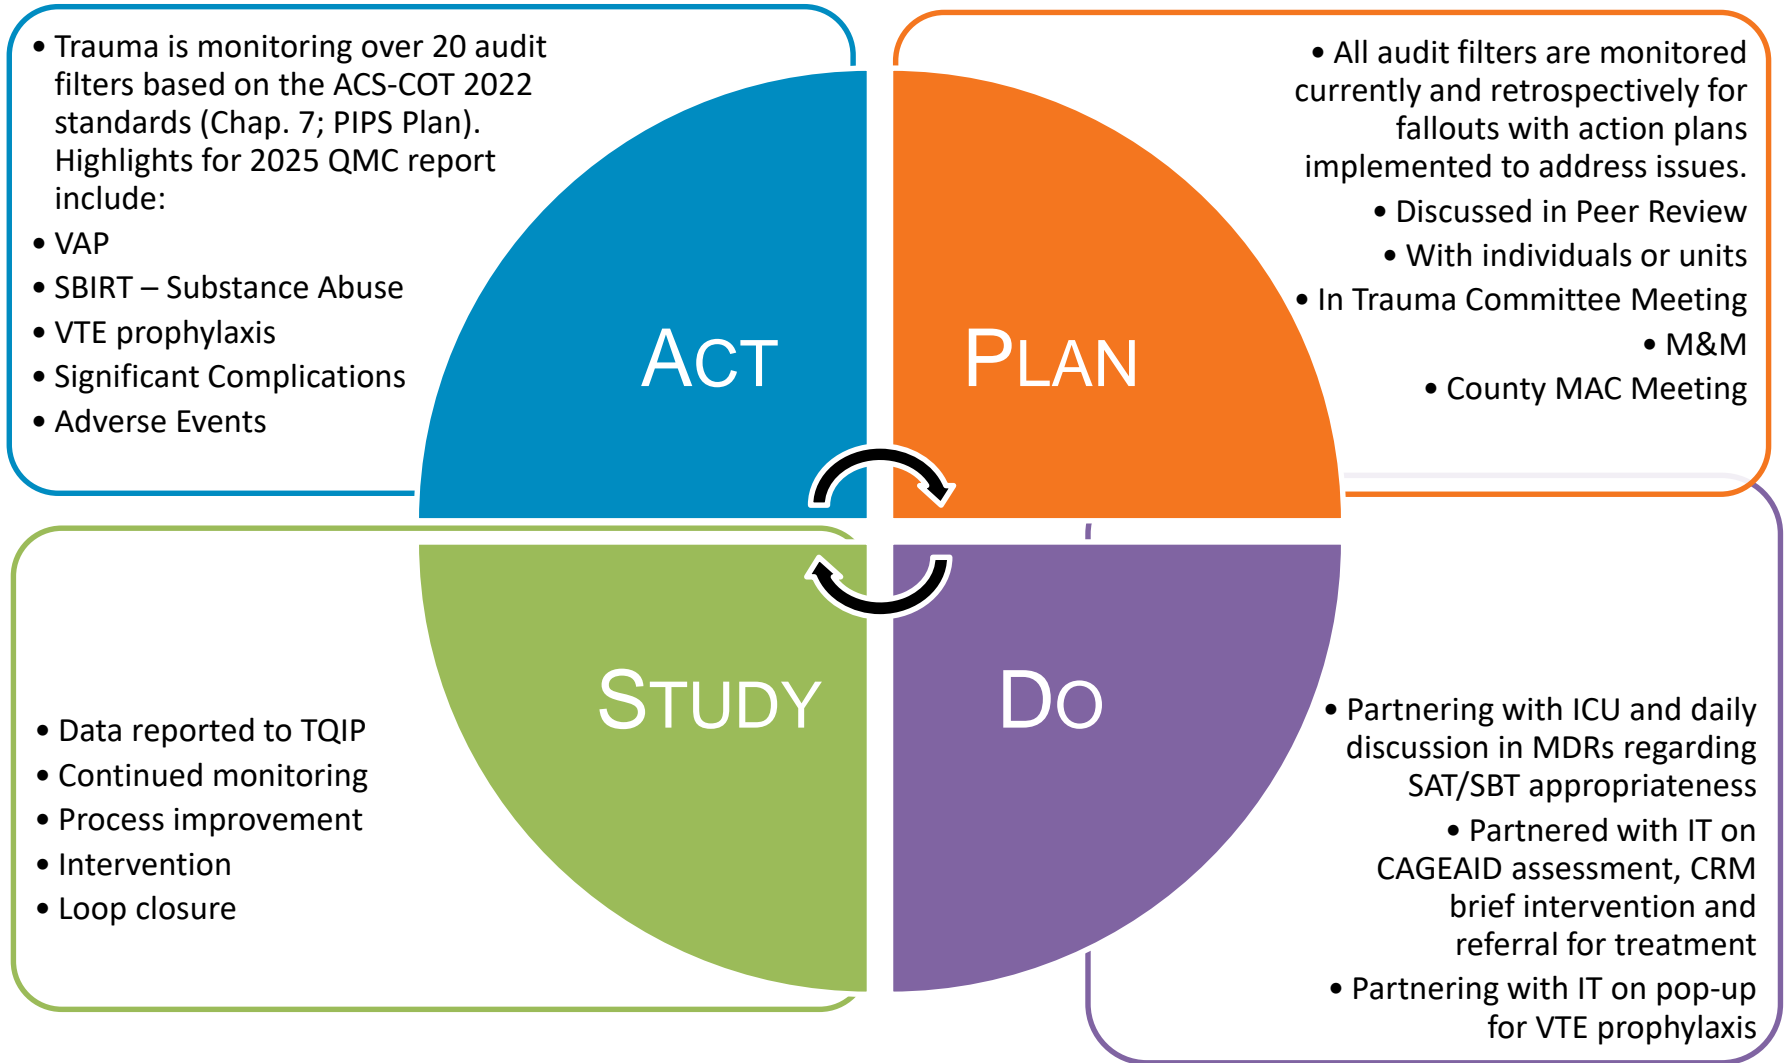 • Trauma is monitoring over 20 audit
filters based on the ACS-COT 2022
standards (Chap. 7; PIPS Plan).
Highlights for 2025 QMC report
include:
• VAP
• SBIRT – Substance Abuse
• VTE prophylaxis
• Significant Complications
• Adverse Events
ACT
• All audit filters are monitored
currently and retrospectively for
fallouts with action plans
implemented to address issues.
• Discussed in Peer Review
• With individuals or units
• In Trauma Committee Meeting
• M&M
• County MAC Meeting
PLAN
STUDY
• Data reported to TQIP
• Continued monitoring
• Process improvement
• Intervention
• Loop closure
DO
• Partnering with ICU and daily
discussion in MDRs regarding
SAT/SBT appropriateness
• Partnered with IT on
CAGEAID assessment, CRM
brief intervention and
referral for treatment
• Partnering with IT on pop-up
for VTE prophylaxis